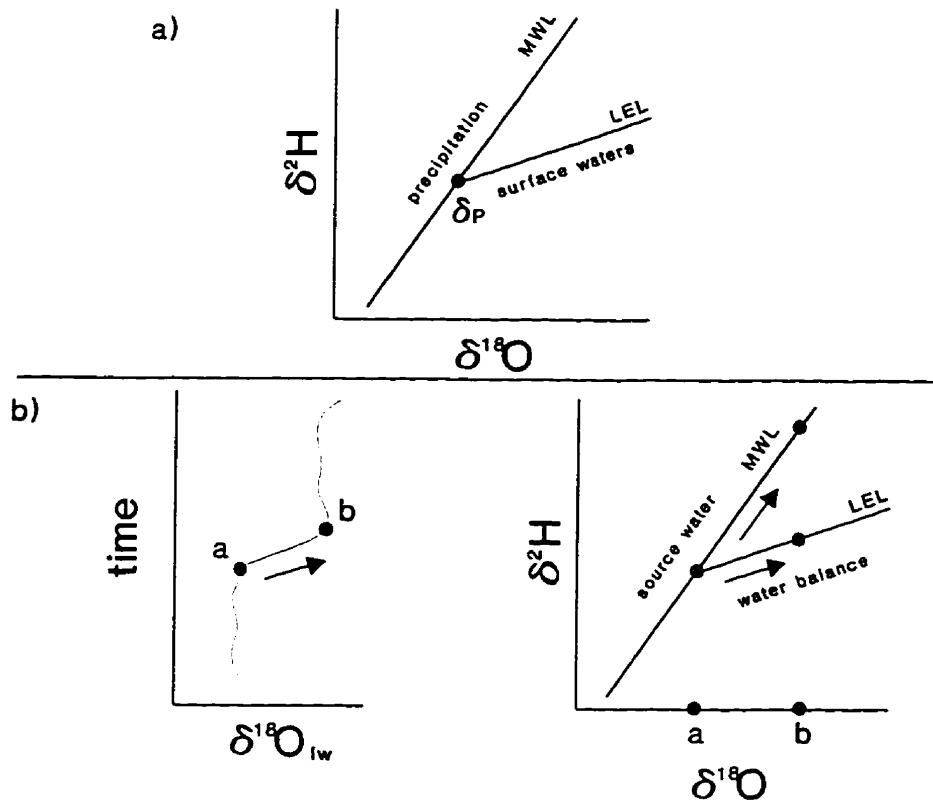 a)
δ²H
precipitation
MWL
LEL
surface waters
δP
δ¹⁸O
b)
time
a
b
δ¹⁸Olw
δ²H
source water
MWL
LEL
water balance
a
b
δ¹⁸O